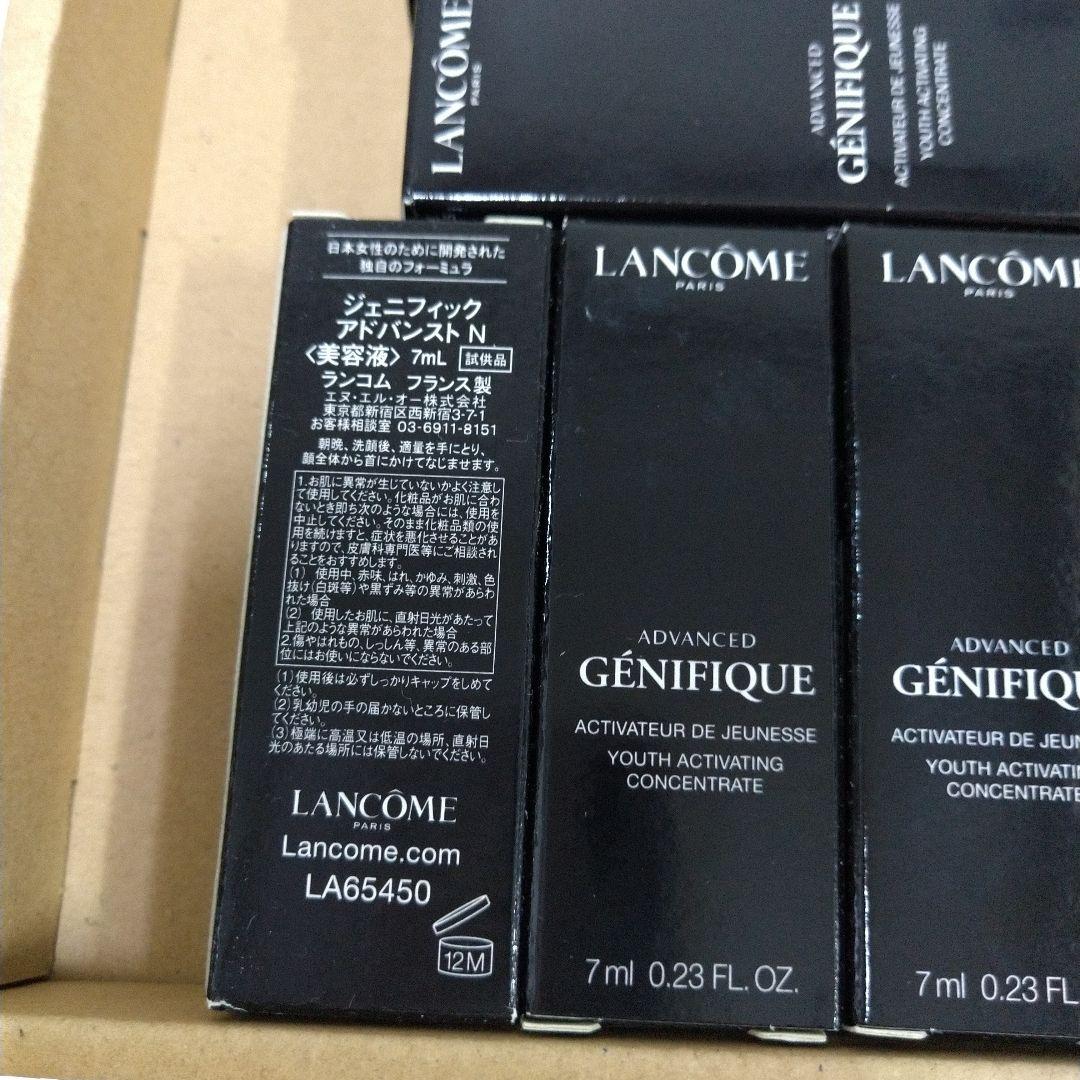 LANCÔME
PARIS
ADVANCED
GÉNIFIQUE
ACTIVATEUR DE JEUNESSE
YOUTH ACTIVATING
CONCENTRATE
日本女性のために開発された
独自のフォーミュラ
ジェニフィック
アドバンスト N
〈美容液〉 7mL 試供品
ランコム フランス製
エヌ・エル・オー株式会社
東京都新宿区西新宿3-7-1
お客様相談室 03-6911-8151
朝晩、洗顔後、適量を手にとり、
顔全体から首にかけてなじませます。
1.お肌に異常が生じていないかよく注意し
て使用してください。化粧品がお肌に合わ
ないとき即ち次のような場合には、使用を
中止してください。そのまま化粧品類の使
用を続けますと、症状を悪化させることがあ
りますので、皮膚科専門医等にご相談され
ることをおすすめします。
(1) 使用中、赤味、はれ、かゆみ、刺激、色
抜け(白斑等)や黒ずみ等の異常があらわ
れた場合
(2) 使用したお肌に、直射日光があたって
上記のような異常があらわれた場合
2.傷やはれもの、しっしん等、異常のある部
位にはお使いにならないでください。
(1)使用後は必ずしっかりキャップをしめて
ください。
(2)乳幼児の手の届かないところに保管し
てください。
(3)極端に高温又は低温の場所、直射日
光のあたる場所には保管しないでください。
LANCÔME
PARIS
Lancome.com
LA65450
12M
LANCÔME
PARIS
ADVANCED
GÉNIFIQUE
ACTIVATEUR DE JEUNESSE
YOUTH ACTIVATING
CONCENTRATE
7ml 0.23 FL. OZ.
LANCÔME
PARIS
ADVANCED
GÉNIFIQU
ACTIVATEUR DE JEUN
YOUTH ACTIVATI
CONCENTRATE
7ml 0.23 FL